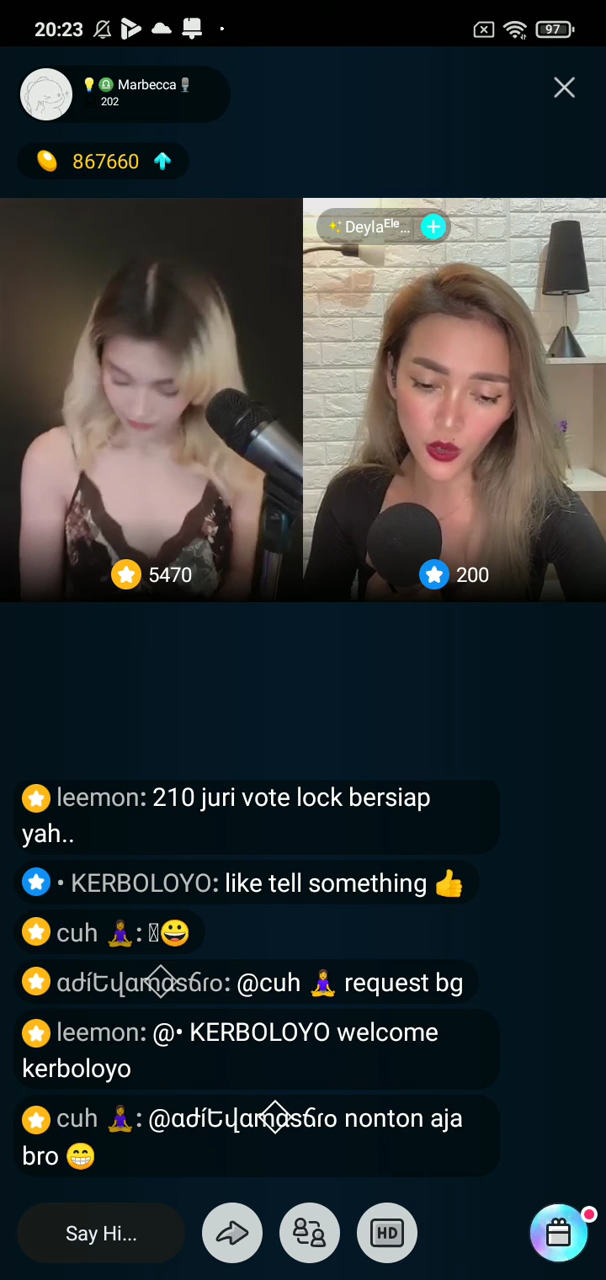 20:23
97
💡♎ Marbecca🎙️
202
867660
✨Deylaᴱˡᵉ...
5470
200
leemon: 210 juri vote lock bersiap
yah..
• KERBOLOYO: like tell something 👍
cuh 🧘‍♀️: 😀
@cuh 🧘‍♀️ request bg
leemon: @• KERBOLOYO welcome
kerboloyo
cuh 🧘‍♀️: nonton aja
bro 😁
Say Hi...
HD